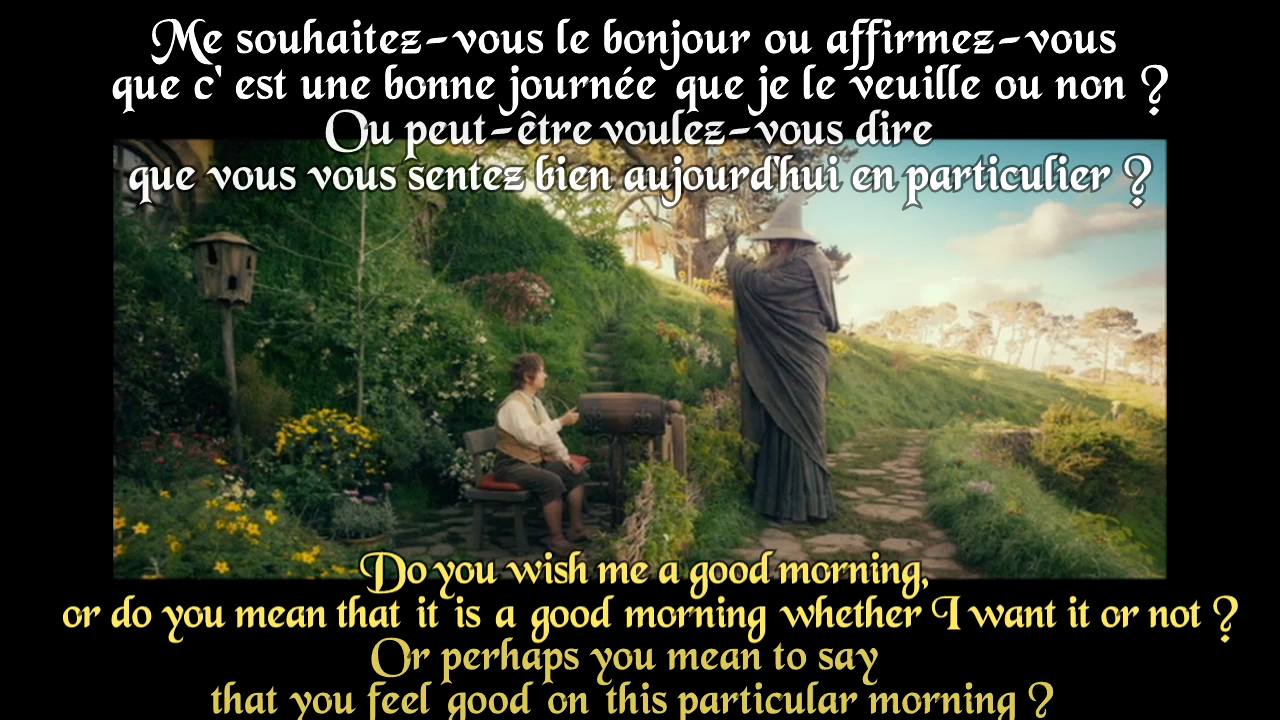 Me souhaitez-vous le bonjour ou affirmez-vous
que c' est une bonne journée que je le veuille ou non ?
Ou peut-être voulez-vous dire
que vous vous sentez bien aujourd'hui en particulier ?
Do you wish me a good morning,
or do you mean that it is a good morning whether I want it or not ?
Or perhaps you mean to say
that you feel good on this particular morning ?